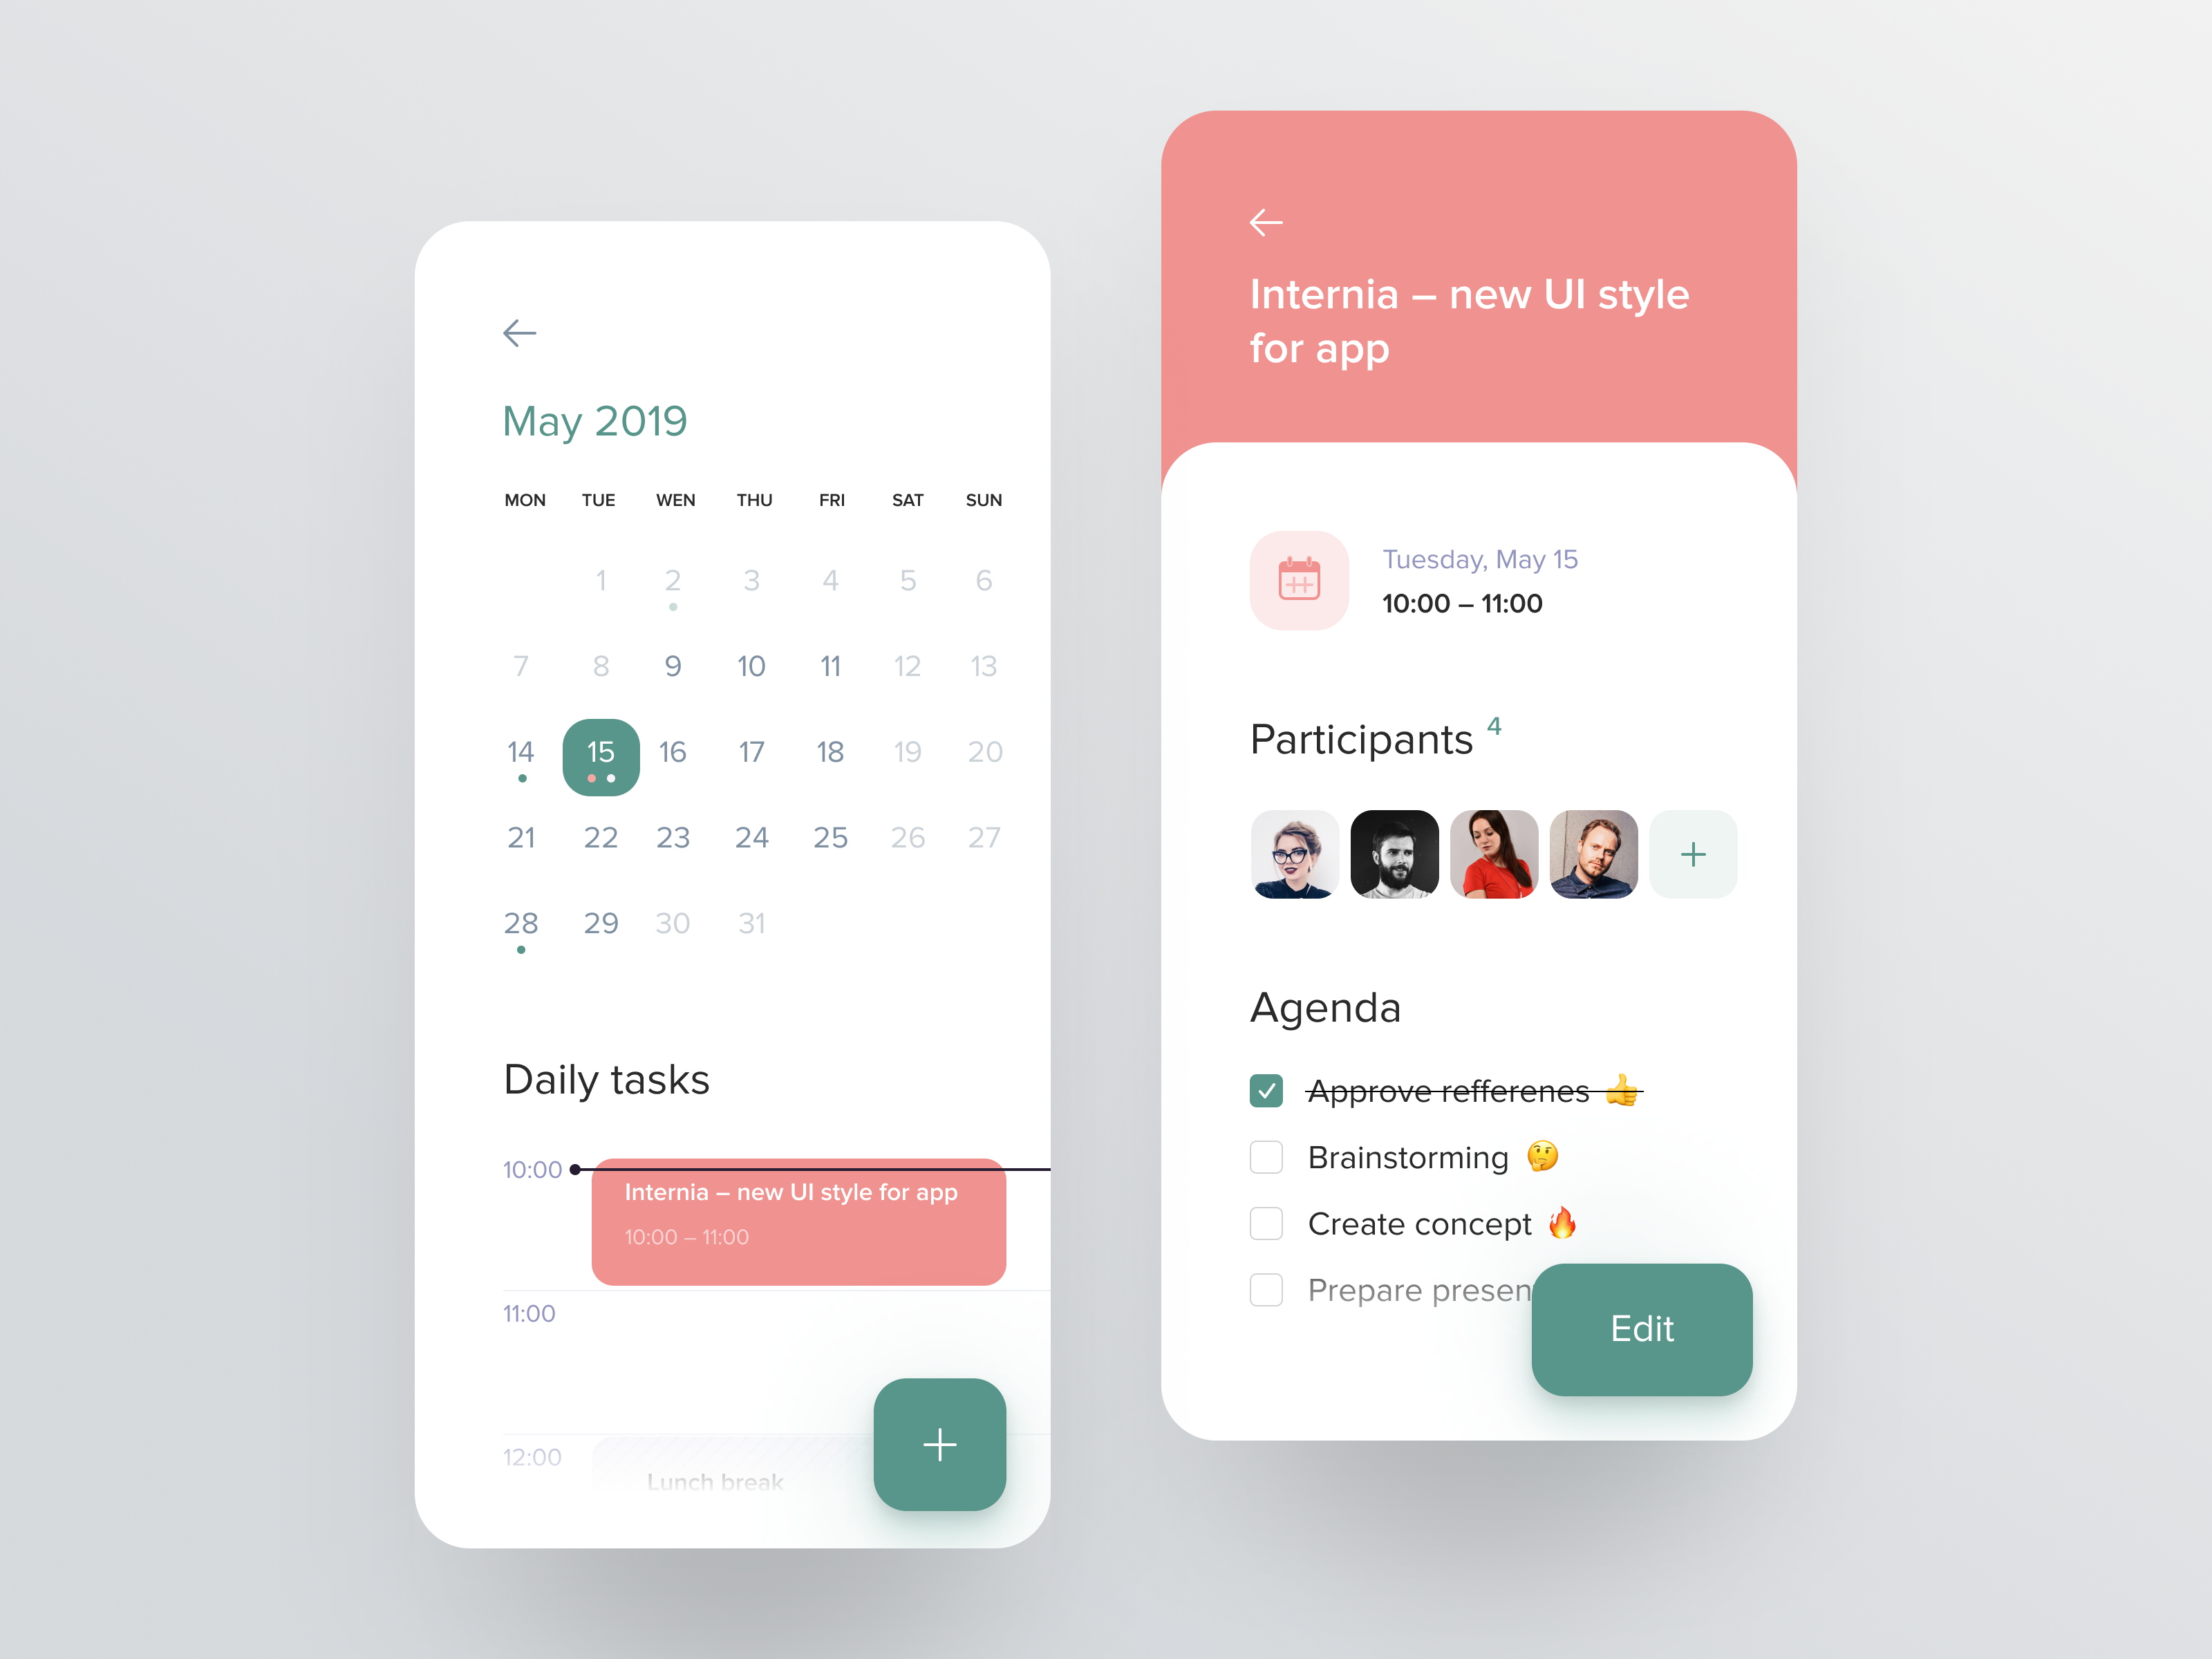 May 2019
MON TUE WEN THU FRI SAT SUN
1 2 3 4 5 6
7 8 9 10 11 12 13
14 15 16 17 18 19 20
21 22 23 24 25 26 27
28 29 30 31
Daily tasks
10:00
Internia – new UI style for app
10:00 – 11:00
11:00
12:00
Lunch break
Internia – new UI style
for app
Tuesday, May 15
10:00 – 11:00
Participants 4
Agenda
Approve refferenes 👍
Brainstorming 🤔
Create concept 🔥
Prepare presen
Edit